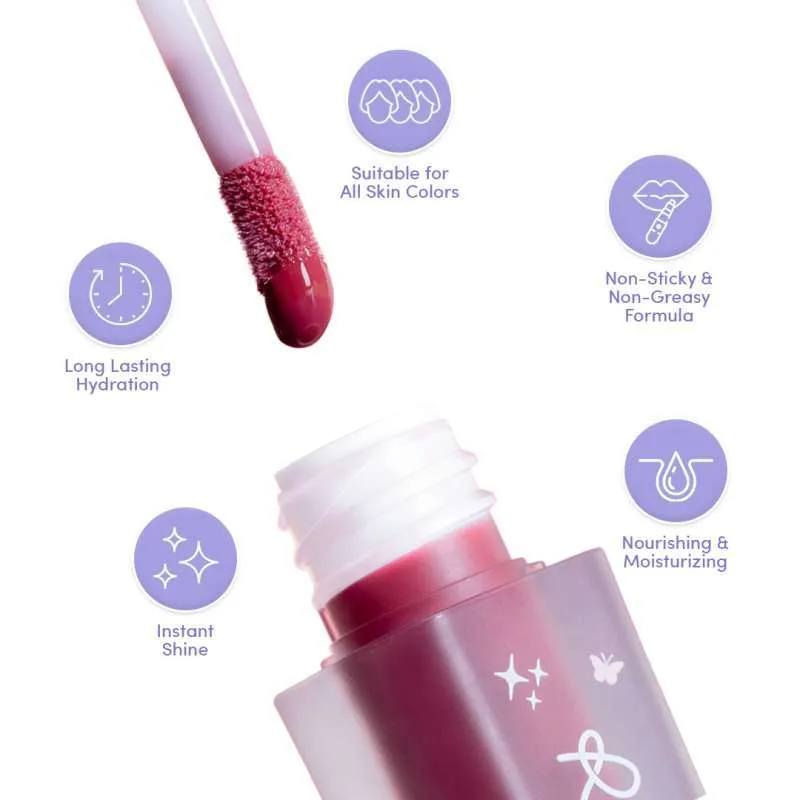 Suitable for
All Skin Colors
Non-Sticky &
Non-Greasy
Formula
Long Lasting
Hydration
Nourishing &
Moisturizing
Instant
Shine